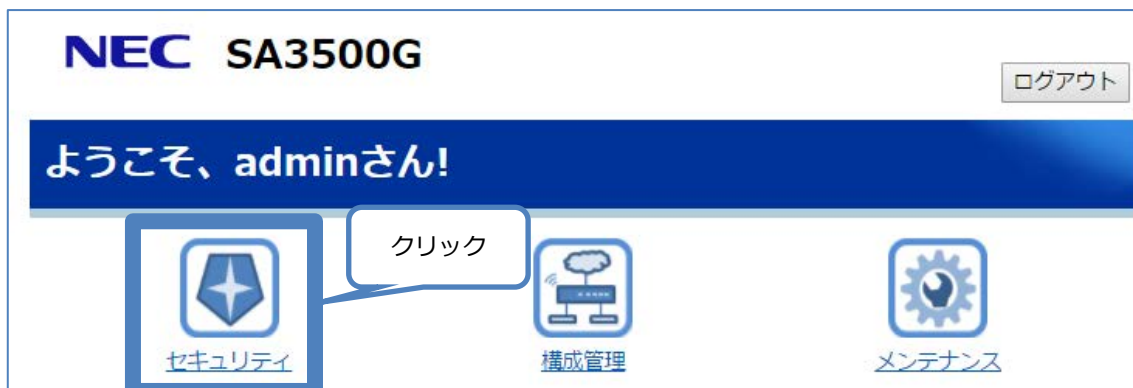 NEC SA3500G
ログアウト
ようこそ、adminさん!
クリック
セキュリティ
構成管理
メンテナンス